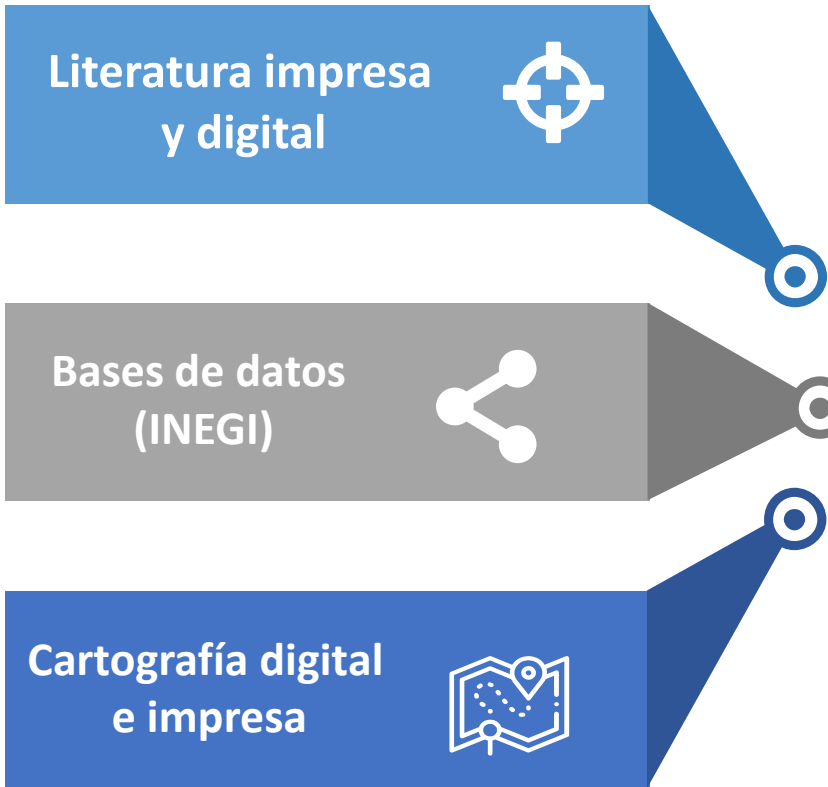 Literatura impresa
y digital
Bases de datos
(INEGI)
Cartografía digital
e impresa